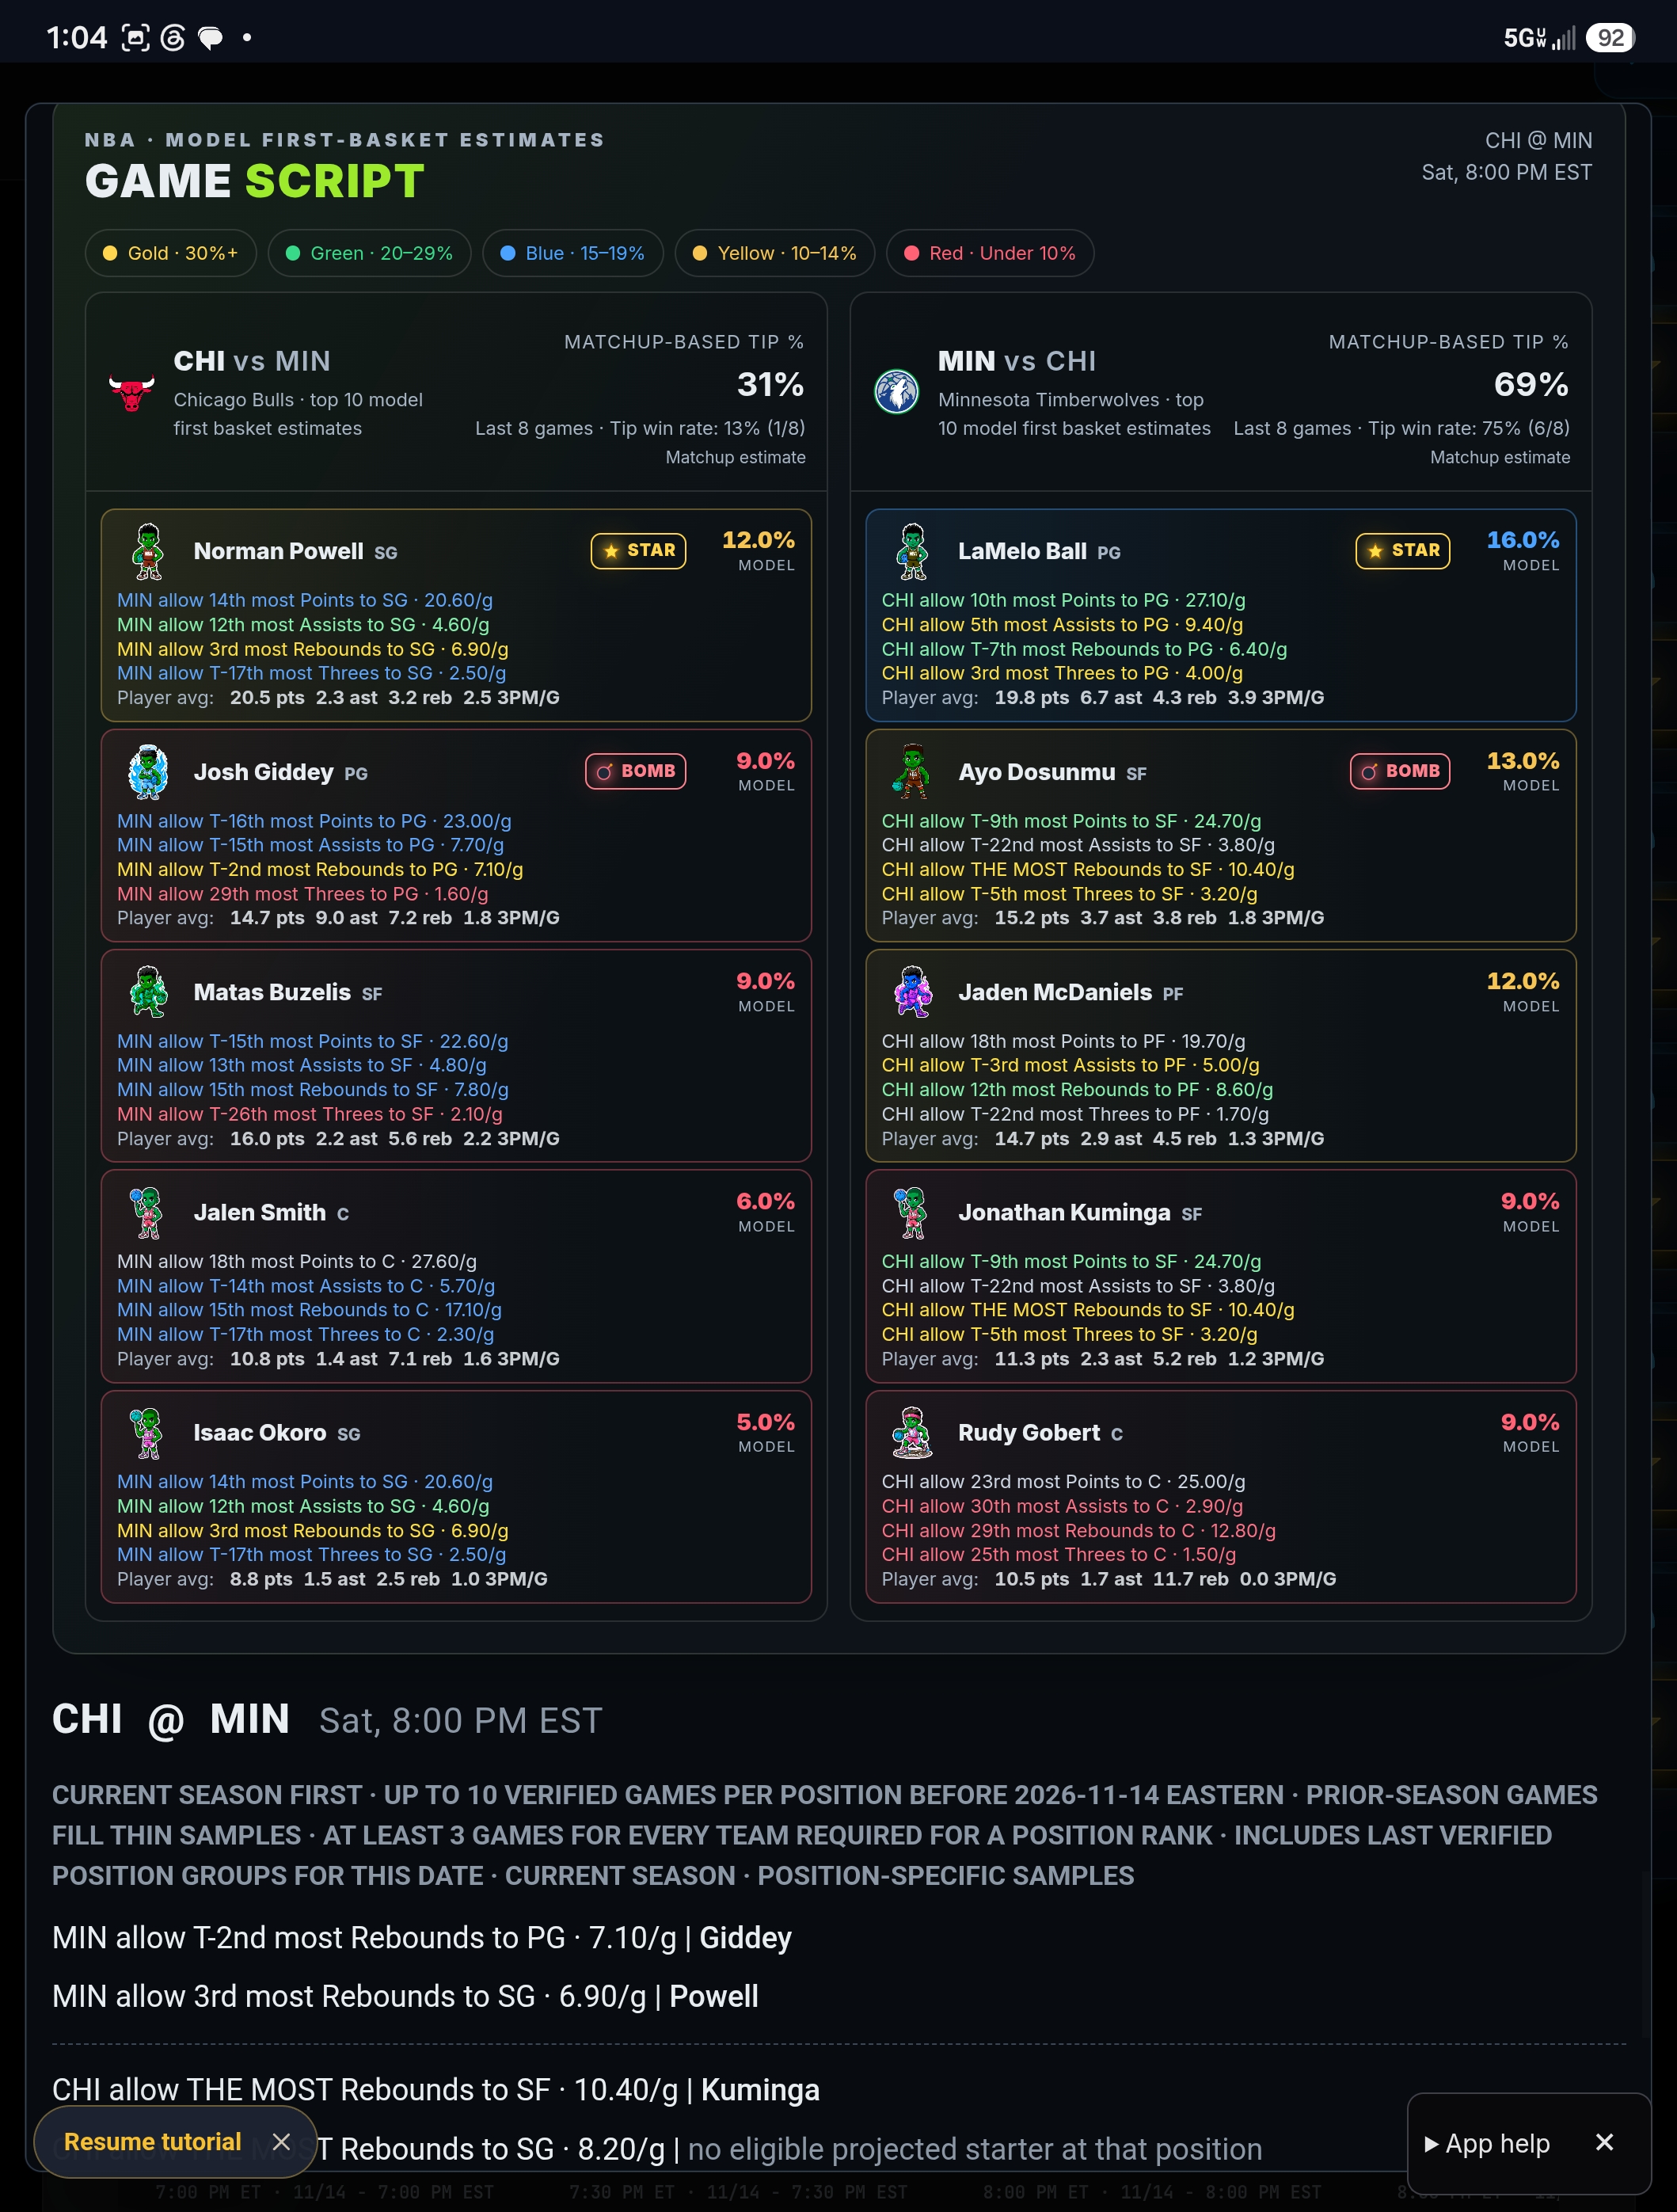 1:04
5G UW 92
NBA · MODEL FIRST-BASKET ESTIMATES
GAME SCRIPT
CHI @ MIN
Sat, 8:00 PM EST
Gold · 30%+
Green · 20–29%
Blue · 15–19%
Yellow · 10–14%
Red · Under 10%
CHI vs MIN
Chicago Bulls · top 10 model
first basket estimates
MATCHUP-BASED TIP %
31%
Last 8 games · Tip win rate: 13% (1/8)
Matchup estimate
Norman Powell SG
STAR
12.0%
MODEL
MIN allow 14th most Points to SG · 20.60/g
MIN allow 12th most Assists to SG · 4.60/g
MIN allow 3rd most Rebounds to SG · 6.90/g
MIN allow T-17th most Threes to SG · 2.50/g
Player avg: 20.5 pts 2.3 ast 3.2 reb 2.5 3PM/G
Josh Giddey PG
BOMB
9.0%
MODEL
MIN allow T-16th most Points to PG · 23.00/g
MIN allow T-15th most Assists to PG · 7.70/g
MIN allow T-2nd most Rebounds to PG · 7.10/g
MIN allow 29th most Threes to PG · 1.60/g
Player avg: 14.7 pts 9.0 ast 7.2 reb 1.8 3PM/G
Matas Buzelis SF
9.0%
MODEL
MIN allow T-15th most Points to SF · 22.60/g
MIN allow 13th most Assists to SF · 4.80/g
MIN allow 15th most Rebounds to SF · 7.80/g
MIN allow T-26th most Threes to SF · 2.10/g
Player avg: 16.0 pts 2.2 ast 5.6 reb 2.2 3PM/G
Jalen Smith C
6.0%
MODEL
MIN allow 18th most Points to C · 27.60/g
MIN allow T-14th most Assists to C · 5.70/g
MIN allow 15th most Rebounds to C · 17.10/g
MIN allow T-17th most Threes to C · 2.30/g
Player avg: 10.8 pts 1.4 ast 7.1 reb 1.6 3PM/G
Isaac Okoro SG
5.0%
MODEL
MIN allow 14th most Points to SG · 20.60/g
MIN allow 12th most Assists to SG · 4.60/g
MIN allow 3rd most Rebounds to SG · 6.90/g
MIN allow T-17th most Threes to SG · 2.50/g
Player avg: 8.8 pts 1.5 ast 2.5 reb 1.0 3PM/G
MIN vs CHI
Minnesota Timberwolves · top
10 model first basket estimates
MATCHUP-BASED TIP %
69%
Last 8 games · Tip win rate: 75% (6/8)
Matchup estimate
LaMelo Ball PG
STAR
16.0%
MODEL
CHI allow 10th most Points to PG · 27.10/g
CHI allow 5th most Assists to PG · 9.40/g
CHI allow T-7th most Rebounds to PG · 6.40/g
CHI allow 3rd most Threes to PG · 4.00/g
Player avg: 19.8 pts 6.7 ast 4.3 reb 3.9 3PM/G
Ayo Dosunmu SF
BOMB
13.0%
MODEL
CHI allow T-9th most Points to SF · 24.70/g
CHI allow T-22nd most Assists to SF · 3.80/g
CHI allow THE MOST Rebounds to SF · 10.40/g
CHI allow T-5th most Threes to SF · 3.20/g
Player avg: 15.2 pts 3.7 ast 3.8 reb 1.8 3PM/G
Jaden McDaniels PF
12.0%
MODEL
CHI allow 18th most Points to PF · 19.70/g
CHI allow T-3rd most Assists to PF · 5.00/g
CHI allow 12th most Rebounds to PF · 8.60/g
CHI allow T-22nd most Threes to PF · 1.70/g
Player avg: 14.7 pts 2.9 ast 4.5 reb 1.3 3PM/G
Jonathan Kuminga SF
9.0%
MODEL
CHI allow T-9th most Points to SF · 24.70/g
CHI allow T-22nd most Assists to SF · 3.80/g
CHI allow THE MOST Rebounds to SF · 10.40/g
CHI allow T-5th most Threes to SF · 3.20/g
Player avg: 11.3 pts 2.3 ast 5.2 reb 1.2 3PM/G
Rudy Gobert C
9.0%
MODEL
CHI allow 23rd most Points to C · 25.00/g
CHI allow 30th most Assists to C · 2.90/g
CHI allow 29th most Rebounds to C · 12.80/g
CHI allow 25th most Threes to C · 1.50/g
Player avg: 10.5 pts 1.7 ast 11.7 reb 0.0 3PM/G
CHI @ MIN Sat, 8:00 PM EST
CURRENT SEASON FIRST · UP TO 10 VERIFIED GAMES PER POSITION BEFORE 2026-11-14 EASTERN · PRIOR-SEASON GAMES
FILL THIN SAMPLES · AT LEAST 3 GAMES FOR EVERY TEAM REQUIRED FOR A POSITION RANK · INCLUDES LAST VERIFIED
POSITION GROUPS FOR THIS DATE · CURRENT SEASON · POSITION-SPECIFIC SAMPLES
MIN allow T-2nd most Rebounds to PG · 7.10/g | Giddey
MIN allow 3rd most Rebounds to SG · 6.90/g | Powell
CHI allow THE MOST Rebounds to SF · 10.40/g | Kuminga
Rebounds to SG · 8.20/g | no eligible projected starter at that position
Resume tutorial ×
▶ App help ×
7:00 PM ET · 11/14 - 7:00 PM EST 7:30 PM ET · 11/14 - 7:30 PM EST 8:00 PM ET · 11/14 - 8:00 PM EST